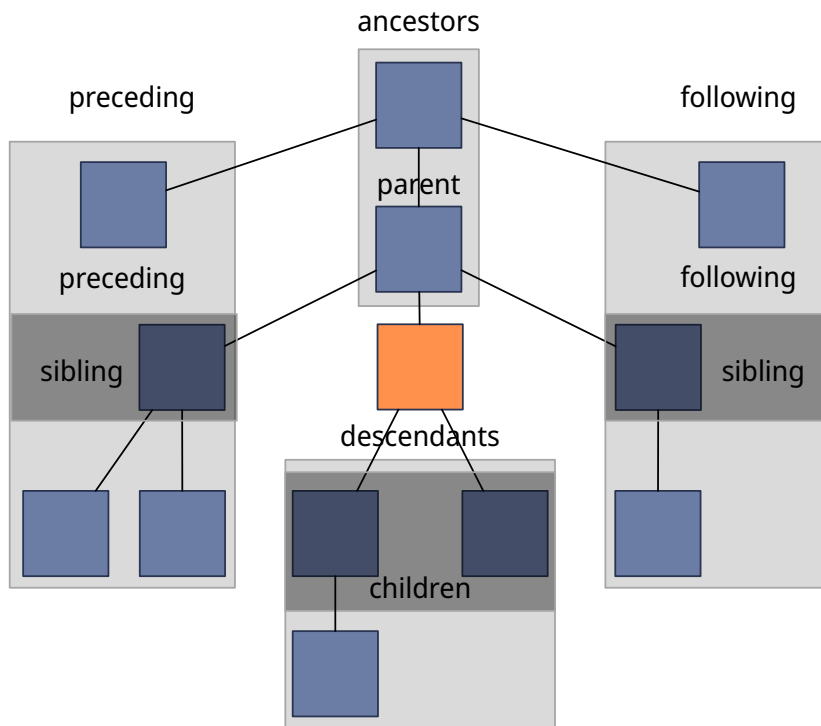 ancestors
preceding
following
parent
preceding
following
sibling
sibling
descendants
children